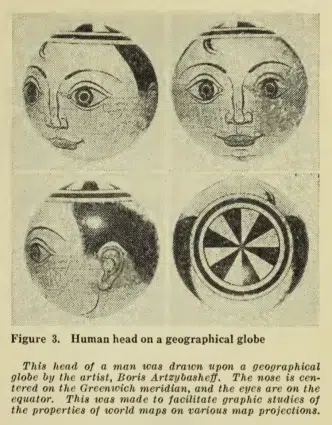 Figure 3. Human head on a geographical globe
This head of a man was drawn upon a geographical
globe by the artist, Boris Artzybasheff. The nose is cen-
tered on the Greenwich meridian, and the eyes are on the
equator. This was made to facilitate graphic studies of
the properties of world maps on various map projections.